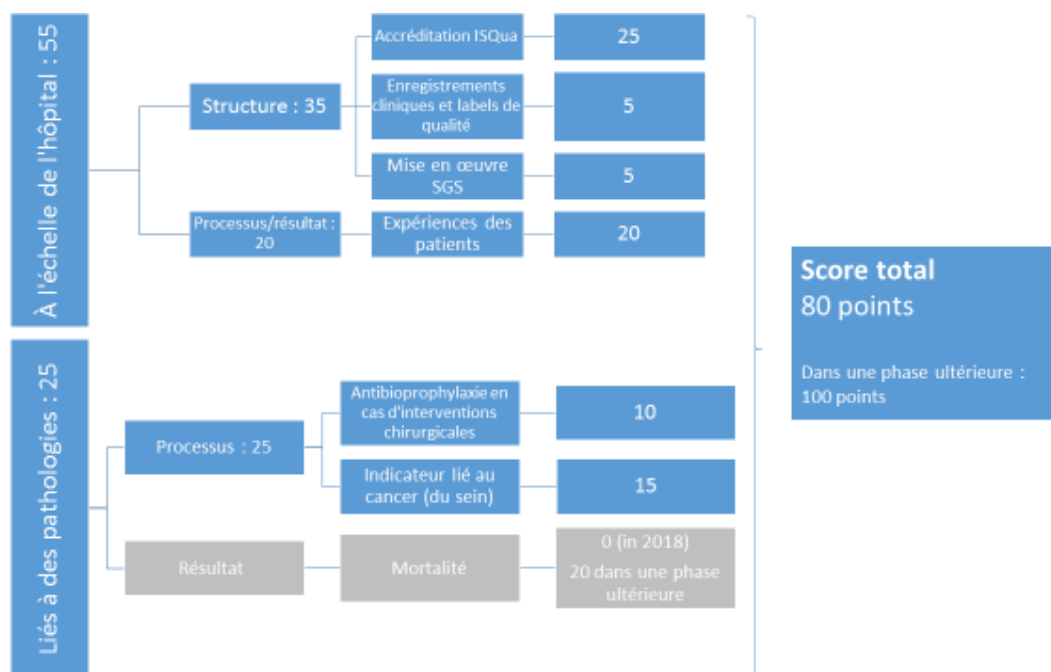 À l'échelle de l'hôpital : 55
Structure : 35
Accréditation ISQua
25
Enregistrements
cliniques et labels de
qualité
5
Mise en œuvre
SGS
5
Processus/résultat :
20
Expériences des
patients
20
Liés à des pathologies : 25
Processus : 25
Antibioprophylaxie en
cas d'interventions
chirurgicales
10
Indicateur lié au
cancer (du sein)
15
Résultat
Mortalité
0 (in 2018)
20 dans une phase
ultérieure
Score total
80 points
Dans une phase ultérieure :
100 points